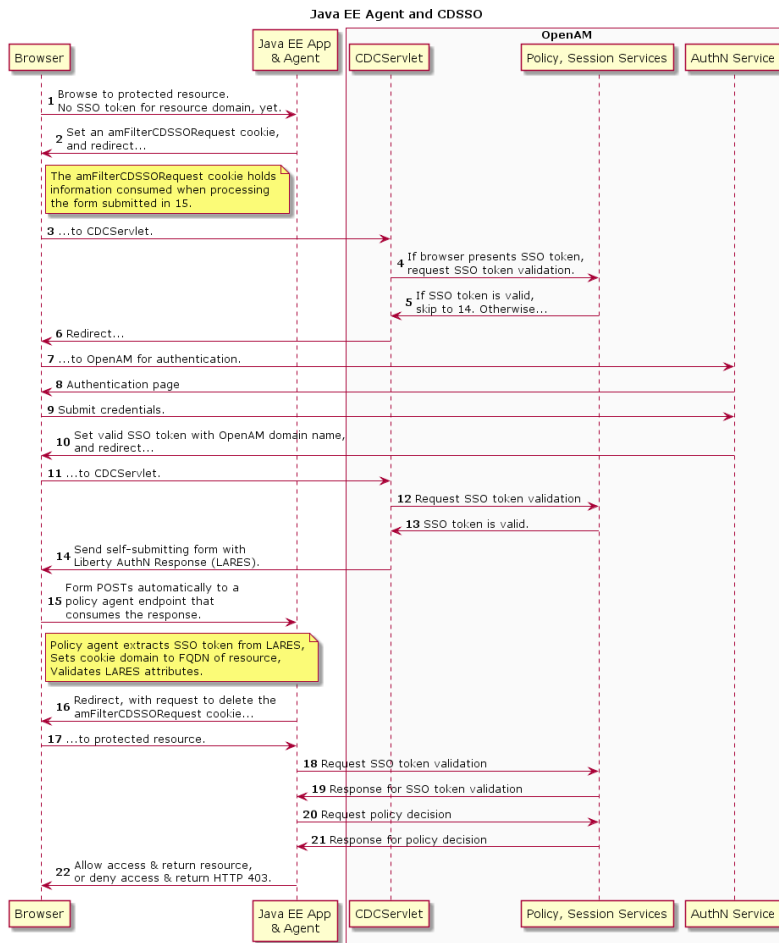 Java EE Agent and CDSSO
OpenAM
Browser
Java EE App
& Agent
CDCServlet
Policy, Session Services
AuthN Service
1 Browse to protected resource.
No SSO token for resource domain, yet.
2 Set an amFilterCDSSORequest cookie,
and redirect...
The amFilterCDSSORequest cookie holds
information consumed when processing
the form submitted in 15.
3 ...to CDCServlet.
4 If browser presents SSO token,
request SSO token validation.
5 If SSO token is valid,
skip to 14. Otherwise...
6 Redirect...
7 ...to OpenAM for authentication.
8 Authentication page
9 Submit credentials.
10 Set valid SSO token with OpenAM domain name,
and redirect...
11 ...to CDCServlet.
12 Request SSO token validation
13 SSO token is valid.
14 Send self-submitting form with
Liberty AuthN Response (LARES).
15 Form POSTs automatically to a
policy agent endpoint that
consumes the response.
Policy agent extracts SSO token from LARES,
Sets cookie domain to FQDN of resource,
Validates LARES attributes.
16 Redirect, with request to delete the
amFilterCDSSORequest cookie...
17 ...to protected resource.
18 Request SSO token validation
19 Response for SSO token validation
20 Request policy decision
21 Response for policy decision
22 Allow access & return resource,
or deny access & return HTTP 403.
Browser
Java EE App
& Agent
CDCServlet
Policy, Session Services
AuthN Service